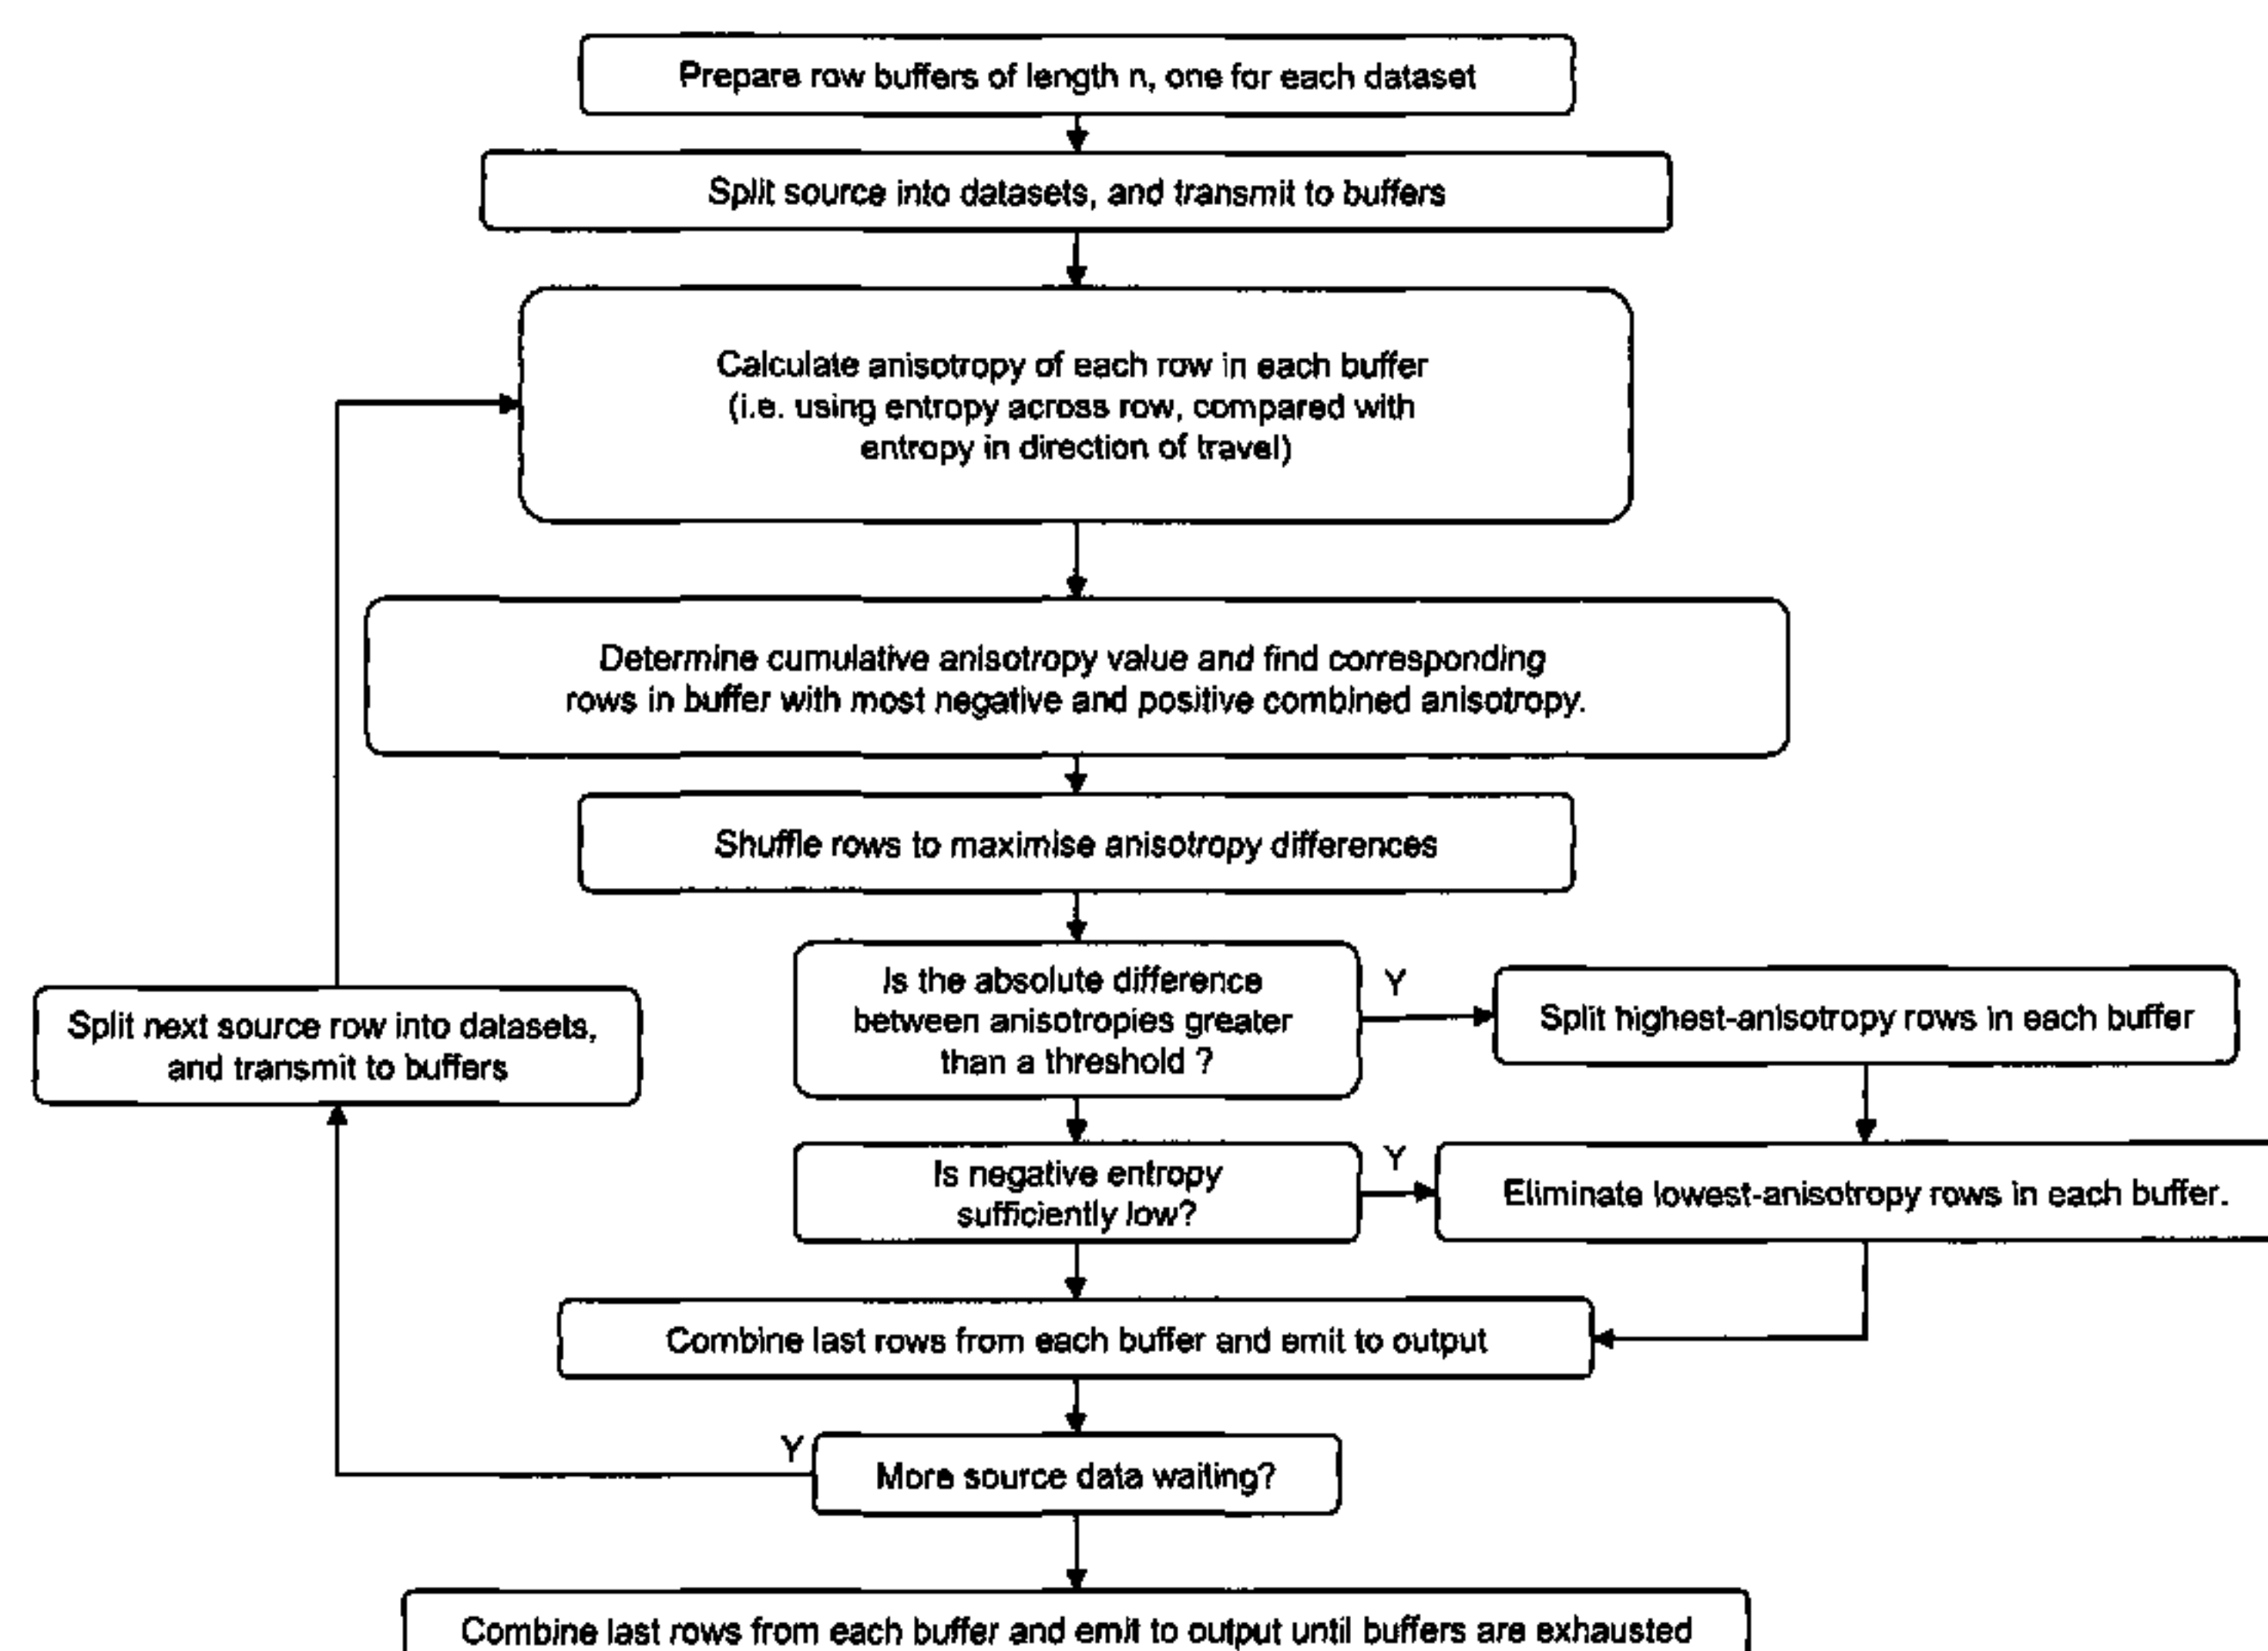 Prepare row buffers of length n, one for each dataset
Split source into datasets, and transmit to buffers
Calculate anisotropy of each row in each buffer
(i.e. using entropy across row, compared with
entropy in direction of travel)
Determine cumulative anisotropy value and find corresponding
rows in buffer with most negative and positive combined anisotropy.
Shuffle rows to maximise anisotropy differences
Is the absolute difference
between anisotropies greater
than a threshold ?
Y
Split highest-anisotropy rows in each buffer
Split next source row into datasets,
and transmit to buffers
Is negative entropy
sufficiently low?
Y
Eliminate lowest-anisotropy rows in each buffer.
Combine last rows from each buffer and emit to output
Y
More source data waiting?
Combine last rows from each buffer and emit to output until buffers are exhausted